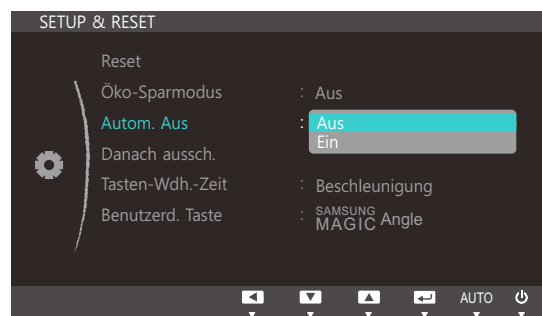 SETUP & RESET
Reset
Öko-Sparmodus : Aus
Autom. Aus : Aus
Ein
Danach aussch.
Tasten-Wdh.-Zeit : Beschleunigung
Benutzerd. Taste : SAMSUNG MAGIC Angle
AUTO